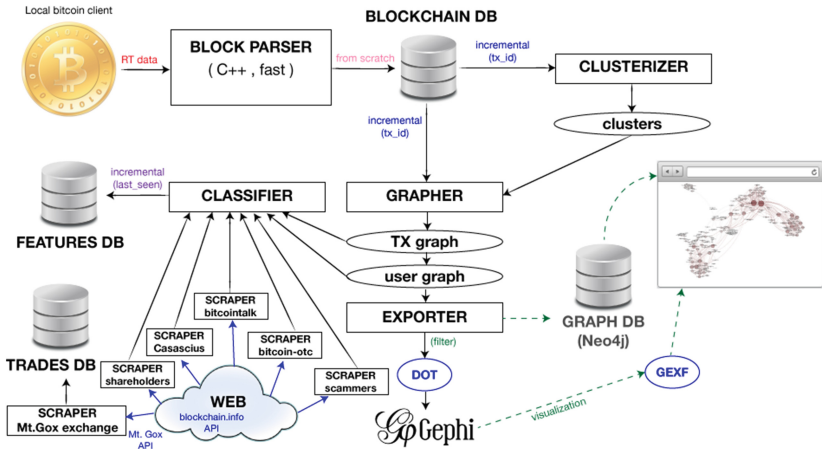 Local bitcoin client
RT data
BLOCK PARSER
( C++ , fast )
from scratch
BLOCKCHAIN DB
incremental
(tx_id)
CLUSTERIZER
clusters
incremental
(tx_id)
incremental
(last_seen)
FEATURES DB
CLASSIFIER
GRAPHER
TX graph
user graph
EXPORTER
(filter)
GRAPH DB
(Neo4j)
TRADES DB
SCRAPER
bitcointalk
SCRAPER
Casascius
SCRAPER
bitcoin-otc
SCRAPER
shareholders
SCRAPER
scammers
DOT
GEXF
WEB
blockchain.info
API
SCRAPER
Mt.Gox exchange
Mt. Gox
API
Gephi
visualization